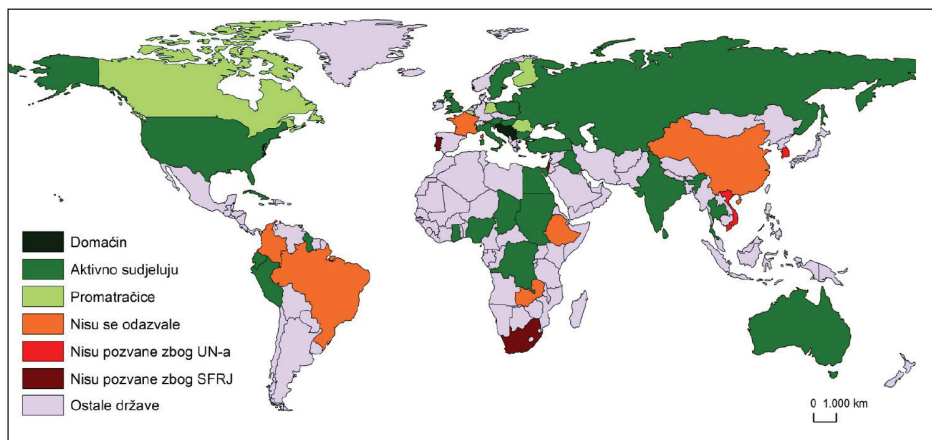 Domaćin
Aktivno sudjeluju
Promatračice
Nisu se odazvale
Nisu pozvane zbog UN-a
Nisu pozvane zbog SFRJ
Ostale države
0 1.000 km